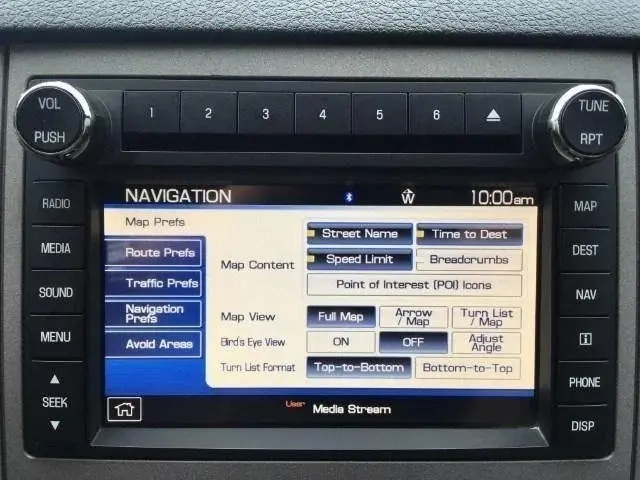 VOL
PUSH
1 2 3 4 5 6
TUNE
RPT
RADIO
MEDIA
SOUND
MENU
SEEK
NAVIGATION W 10:00am
Map Prefs
Route Prefs
Traffic Prefs
Navigation
Prefs
Avoid Areas
Map Content
Street Name Time to Dest
Speed Limit Breadcrumbs
Point of Interest (POI) Icons
Map View Full Map Arrow
/ Map Turn List
/ Map
Bird's Eye View ON OFF Adjust
Angle
Turn List Format Top-to-Bottom Bottom-to-Top
User Media Stream
MAP
DEST
NAV
i
PHONE
DISP